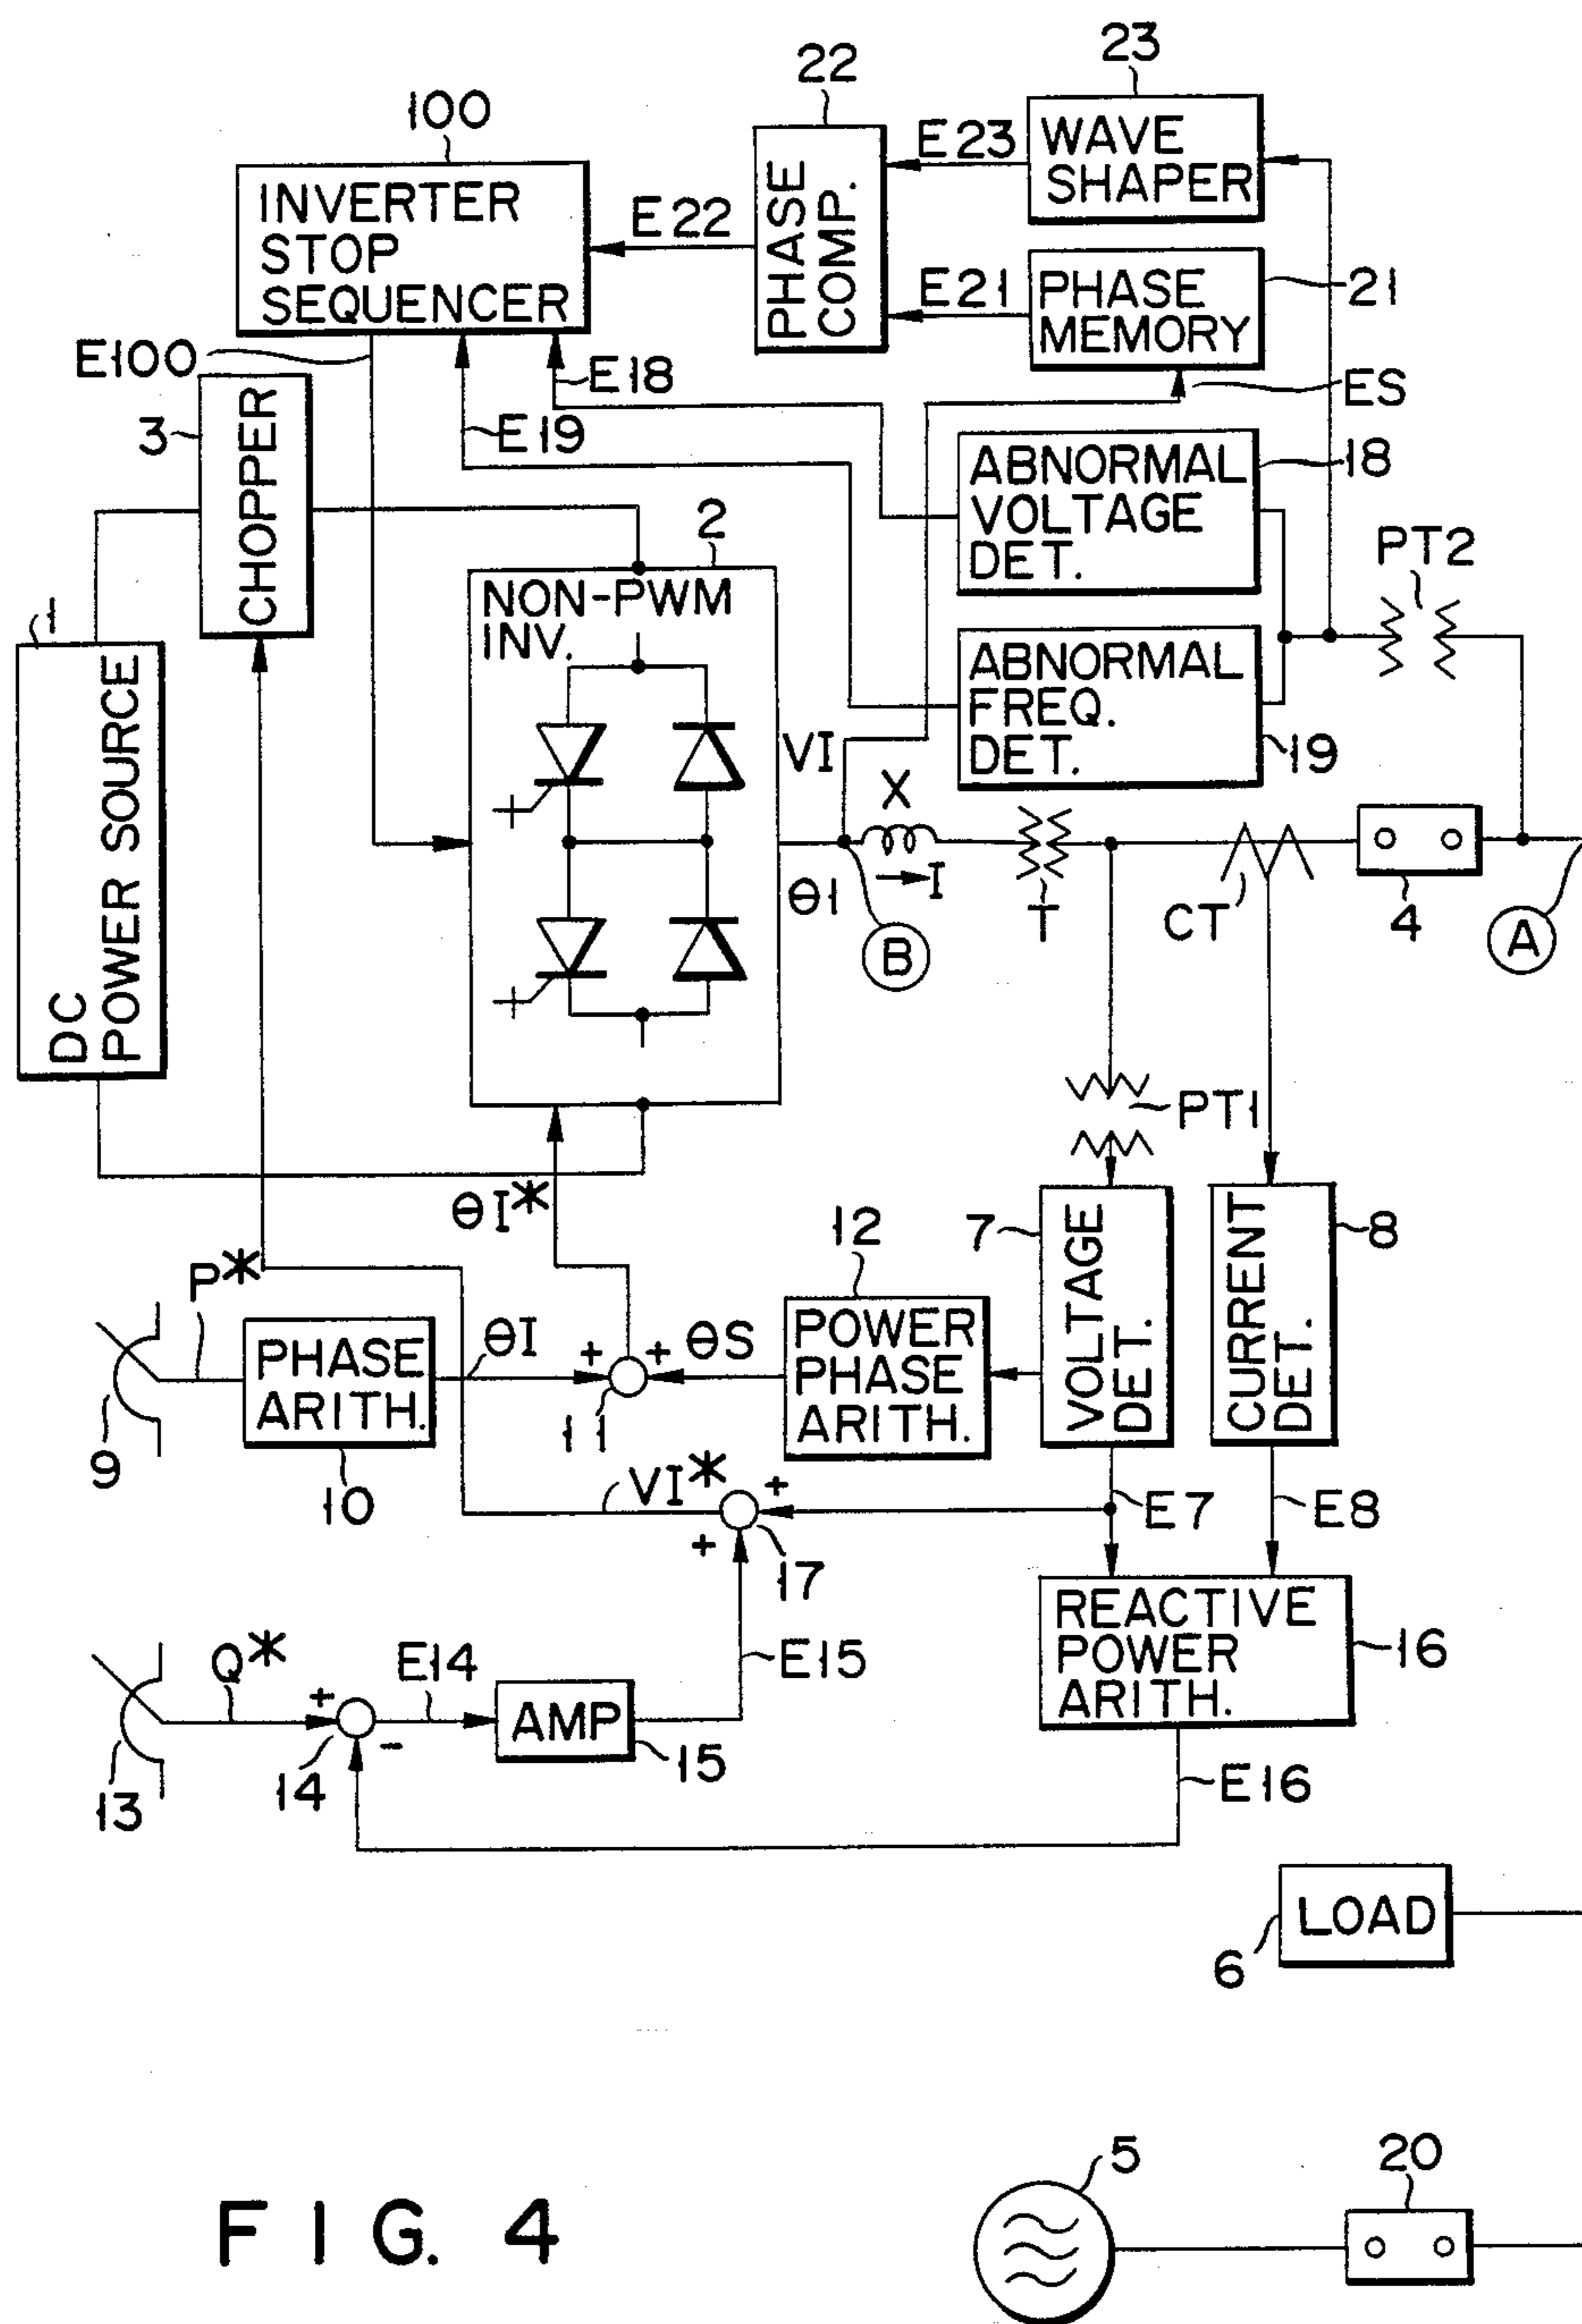 23
22
100
WAVE
SHAPER
E23
PHASE
COMP.
INVERTER
STOP
SEQUENCER
E22
E21
PHASE
MEMORY
21
E100
E18
ES
3
CHOPPER
E19
ABNORMAL
VOLTAGE
DET.
18
2
PT2
NON-PWM
INV.
1
DC
POWER SOURCE
ABNORMAL
FREQ.
DET.
19
VI
X
θ1
I
T
CT
4
B
A
PT1
θI*
7
VOLTAGE
DET.
CURRENT
DET.
8
12
P*
PHASE
ARITH.
θI
+
+
θS
POWER
PHASE
ARITH.
9
10
11
VI*
+
+
17
E7
E8
REACTIVE
POWER
ARITH.
16
Q*
+
-
E14
AMP
E15
13
14
15
E16
LOAD
6
5
20
FIG. 4